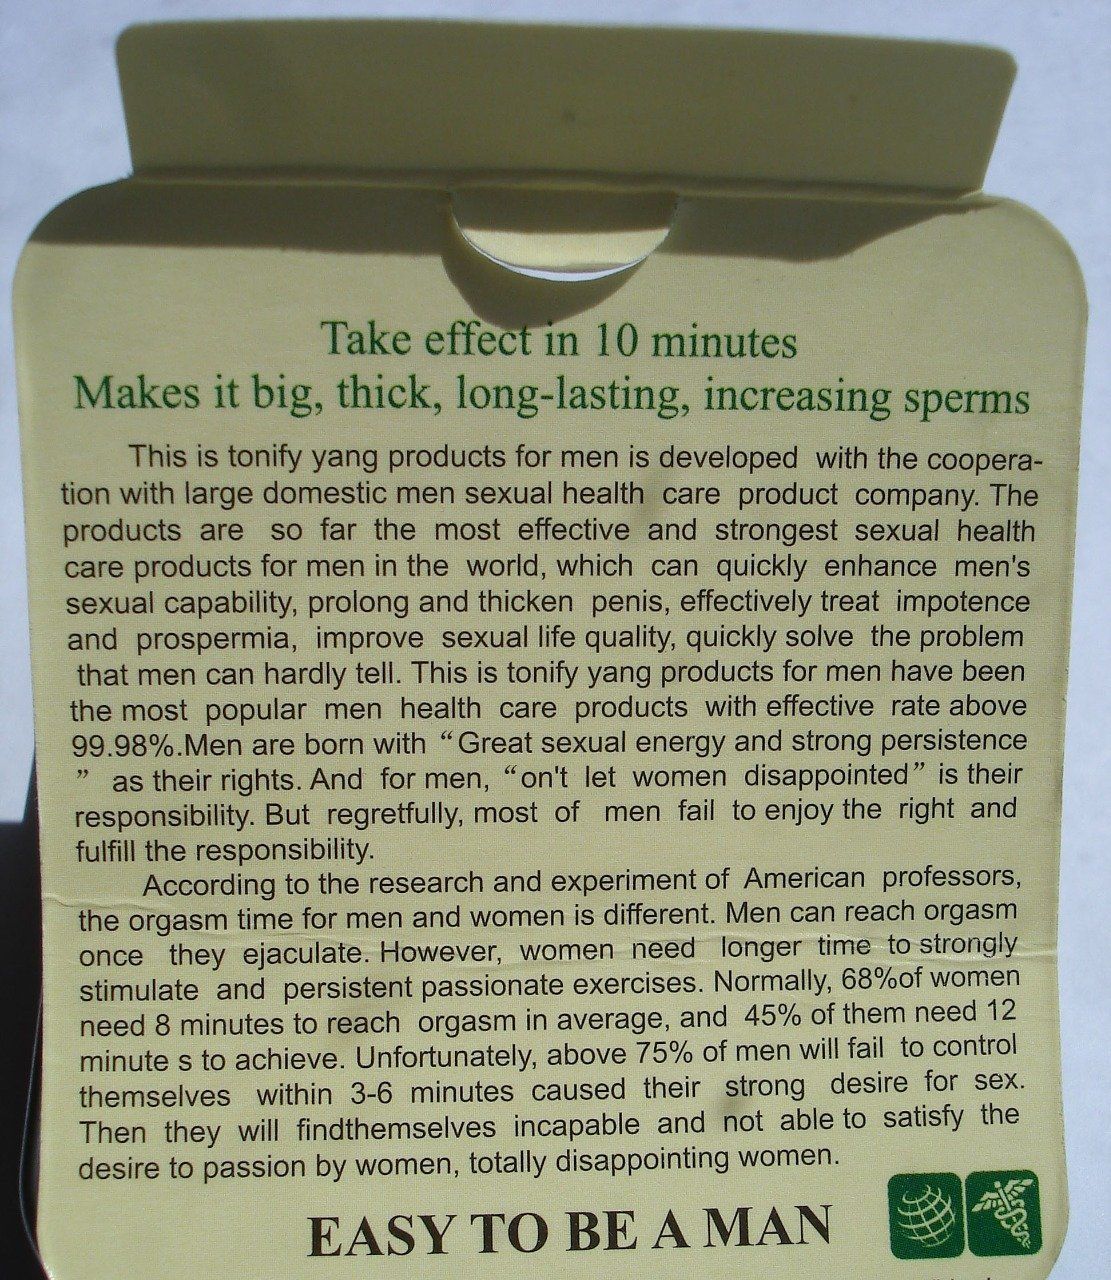 Take effect in 10 minutes
Makes it big, thick, long-lasting, increasing sperms
This is tonify yang products for men is developed with the coopera-
tion with large domestic men sexual health care product company. The
products are so far the most effective and strongest sexual health
care products for men in the world, which can quickly enhance men's
sexual capability, prolong and thicken penis, effectively treat impotence
and prospermia, improve sexual life quality, quickly solve the problem
that men can hardly tell. This is tonify yang products for men have been
the most popular men health care products with effective rate above
99.98%.Men are born with “Great sexual energy and strong persistence
” as their rights. And for men, “on't let women disappointed” is their
responsibility. But regretfully, most of men fail to enjoy the right and
fulfill the responsibility.
According to the research and experiment of American professors,
the orgasm time for men and women is different. Men can reach orgasm
once they ejaculate. However, women need longer time to strongly
stimulate and persistent passionate exercises. Normally, 68%of women
need 8 minutes to reach orgasm in average, and 45% of them need 12
minute s to achieve. Unfortunately, above 75% of men will fail to control
themselves within 3-6 minutes caused their strong desire for sex.
Then they will findthemselves incapable and not able to satisfy the
desire to passion by women, totally disappointing women.
EASY TO BE A MAN